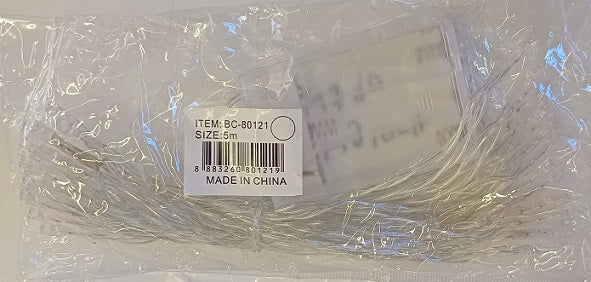 ITEM: BC-80121
SIZE:5m
8 883260 801219
MADE IN CHINA